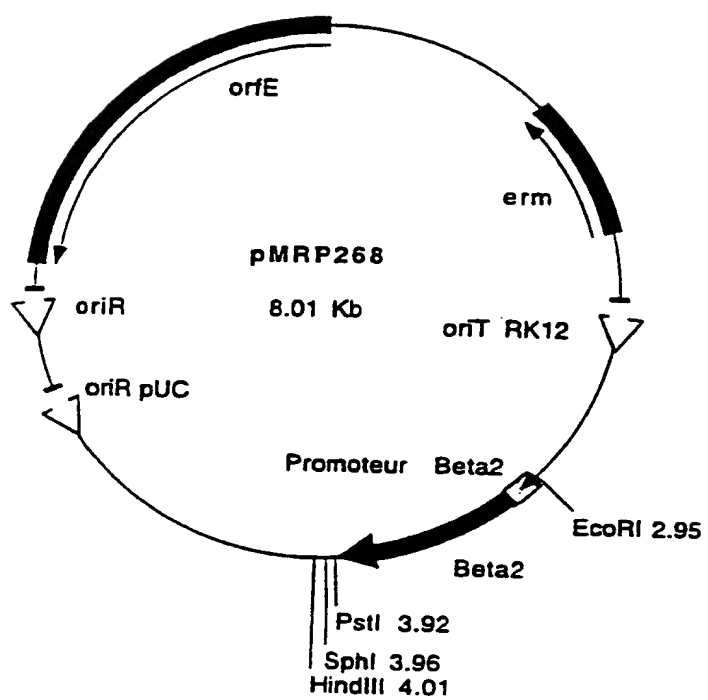 orfE
erm
pMRP268
8.01 Kb
oriR
oriT RK12
oriR pUC
Promoteur Beta2
EcoRI 2.95
Beta2
PstI 3.92
SphI 3.96
HindIII 4.01